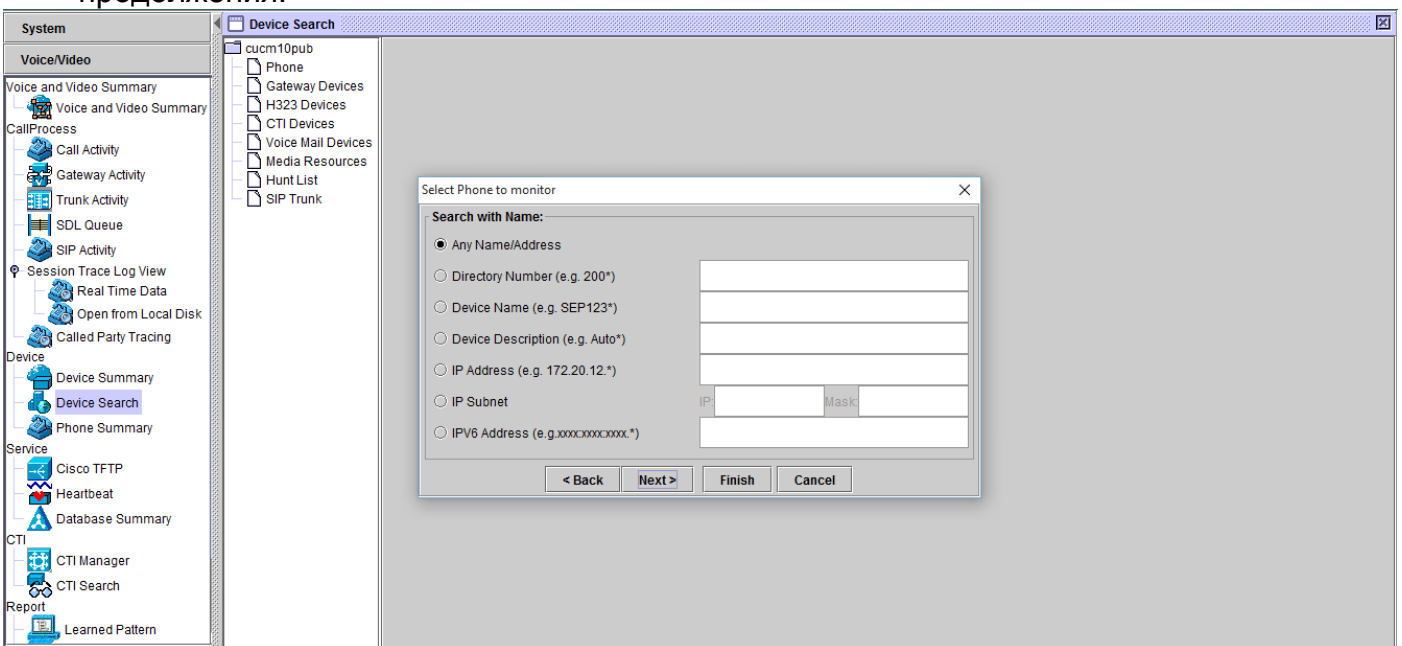 продолжения.
System
Voice/Video
Voice and Video Summary
Voice and Video Summary
CallProcess
Call Activity
Gateway Activity
Trunk Activity
SDL Queue
SIP Activity
Session Trace Log View
Real Time Data
Open from Local Disk
Called Party Tracing
Device
Device Summary
Device Search
Phone Summary
Service
Cisco TFTP
Heartbeat
Database Summary
CTI
CTI Manager
CTI Search
Report
Learned Pattern
Device Search
cucm10pub
Phone
Gateway Devices
H323 Devices
CTI Devices
Voice Mail Devices
Media Resources
Hunt List
SIP Trunk
Select Phone to monitor
Search with Name:
Any Name/Address
Directory Number (e.g. 200*)
Device Name (e.g. SEP123*)
Device Description (e.g. Auto*)
IP Address (e.g. 172.20.12.*)
IP Subnet IP: Mask:
IPV6 Address (e.g.xxxx:xxxx:xxxx.*)
< Back Next > Finish Cancel